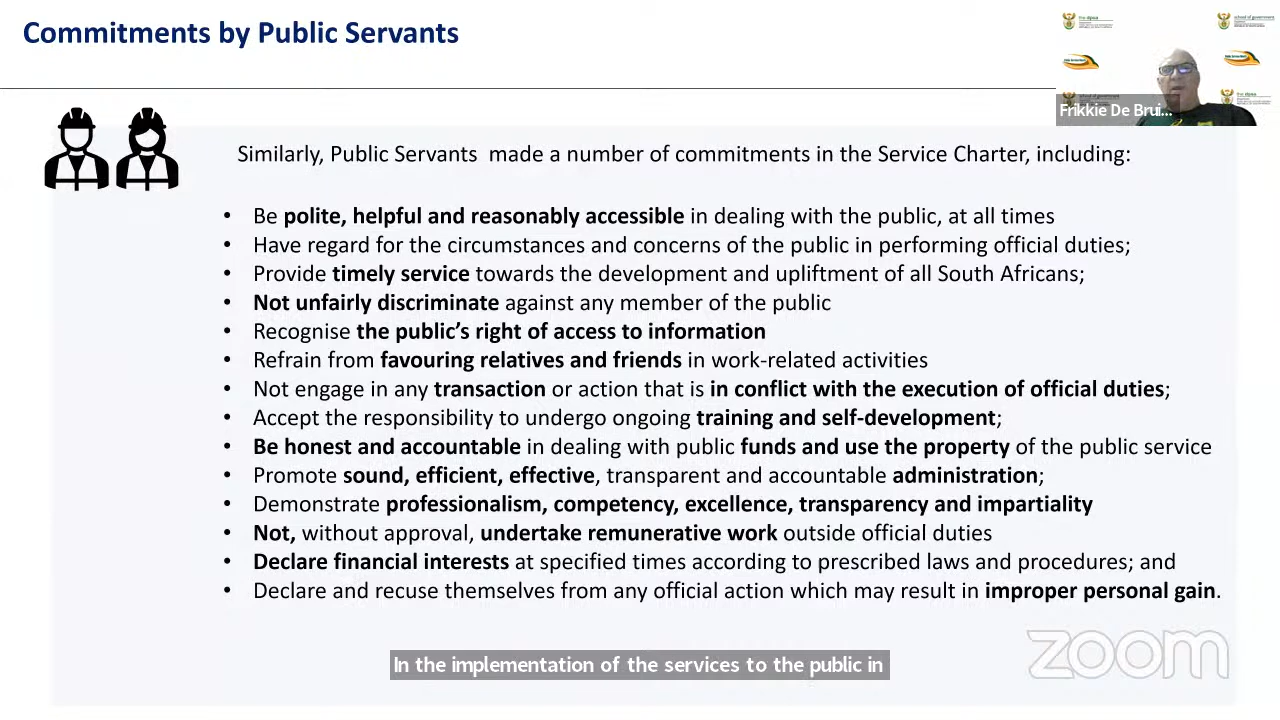 Commitments by Public Servants
Frikkie De Brui...
Similarly, Public Servants  made a number of commitments in the Service Charter, including:
• Be polite, helpful and reasonably accessible in dealing with the public, at all times
• Have regard for the circumstances and concerns of the public in performing official duties;
• Provide timely service towards the development and upliftment of all South Africans;
• Not unfairly discriminate against any member of the public
• Recognise the public’s right of access to information
• Refrain from favouring relatives and friends in work-related activities
• Not engage in any transaction or action that is in conflict with the execution of official duties;
• Accept the responsibility to undergo ongoing training and self-development;
• Be honest and accountable in dealing with public funds and use the property of the public service
• Promote sound, efficient, effective, transparent and accountable administration;
• Demonstrate professionalism, competency, excellence, transparency and impartiality
• Not, without approval, undertake remunerative work outside official duties
• Declare financial interests at specified times according to prescribed laws and procedures; and
• Declare and recuse themselves from any official action which may result in improper personal gain.
zoom
In the implementation of the services to the public in